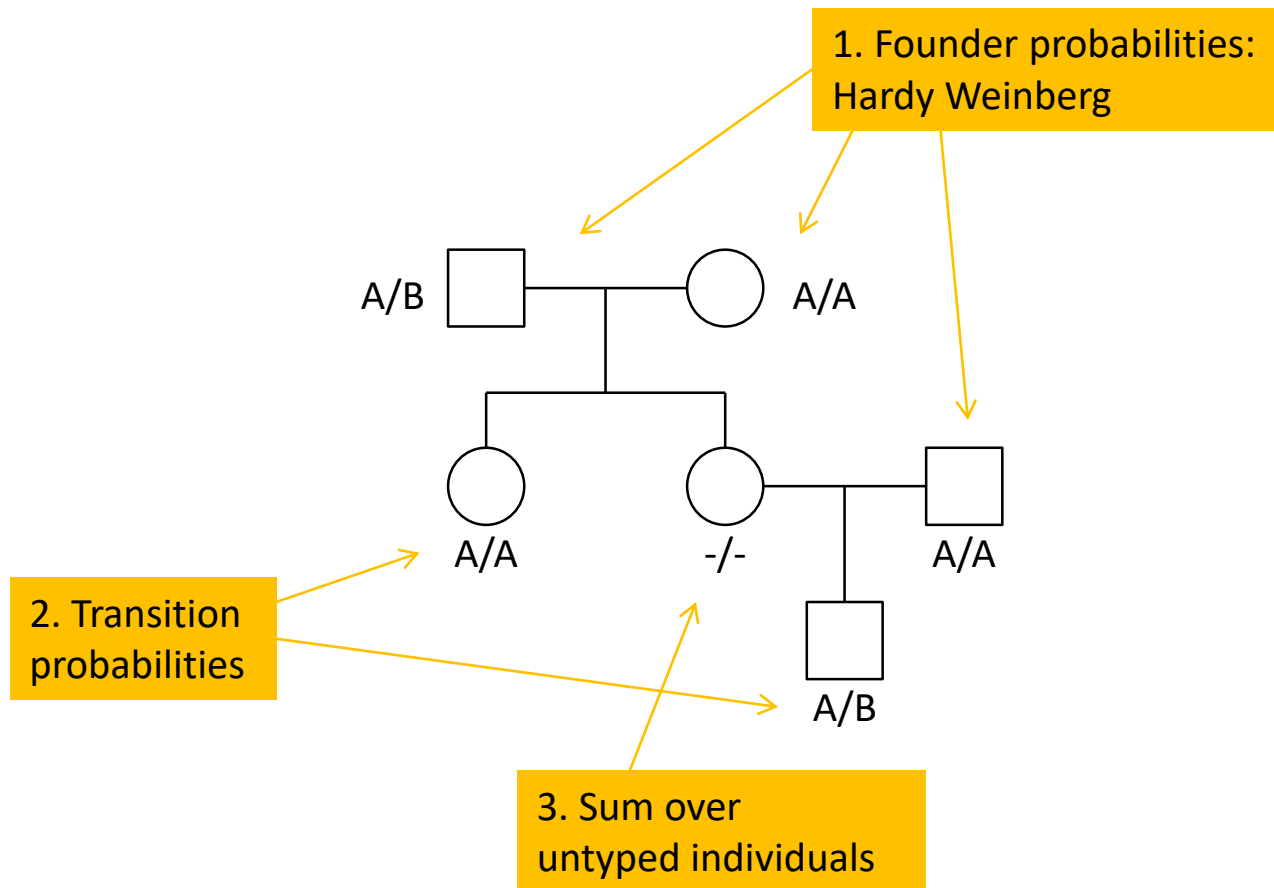 1. Founder probabilities:
Hardy Weinberg
A/B
A/A
A/A
-/-
A/A
2. Transition
probabilities
A/B
3. Sum over
untyped individuals